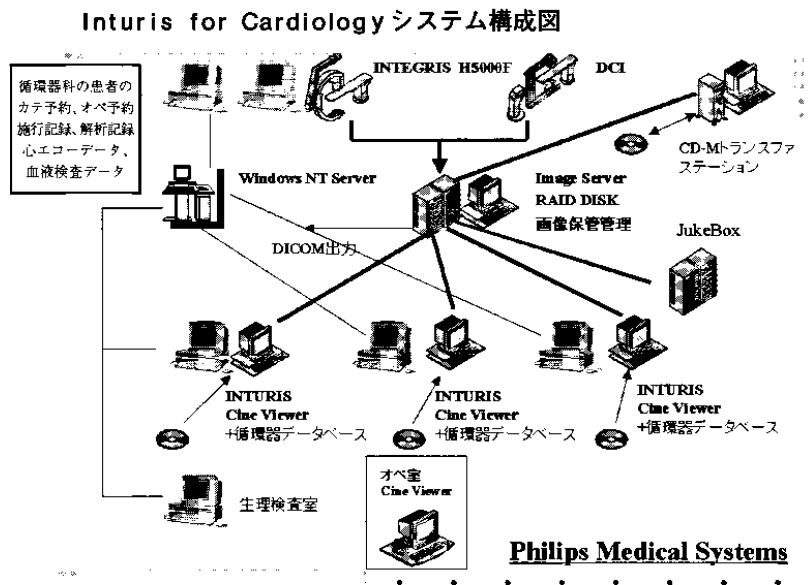 Inturis for Cardiologyシステム構成図
循環器科の患者の
カテ予約、オペ予約
施行記録、解析記録
心エコーデータ、
血液検査データ
INTEGRIS H5000F
DCI
CD-Mトランスファ
ステーション
Windows NT Server
Image Server
RAID DISK
画像保管管理
DICOM出力
JukeBox
INTURIS
Cine Viewer
+循環器データベース
INTURIS
Cine Viewer
+循環器データベース
INTURIS
Cine Viewer
+循環器データベース
生理検査室
オペ室
Cine Viewer
Philips Medical Systems